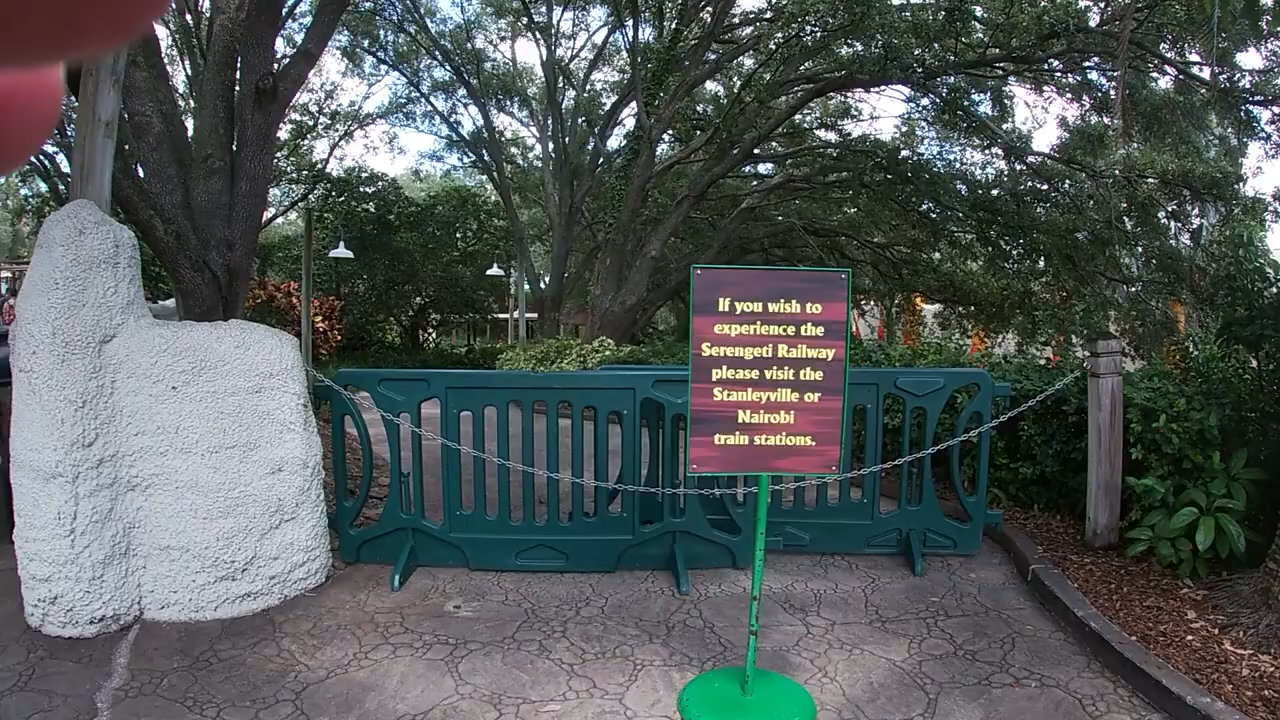 If you wish to
experience the
Serengeti Railway
please visit the
Stanleyville or
Nairobi
train stations.